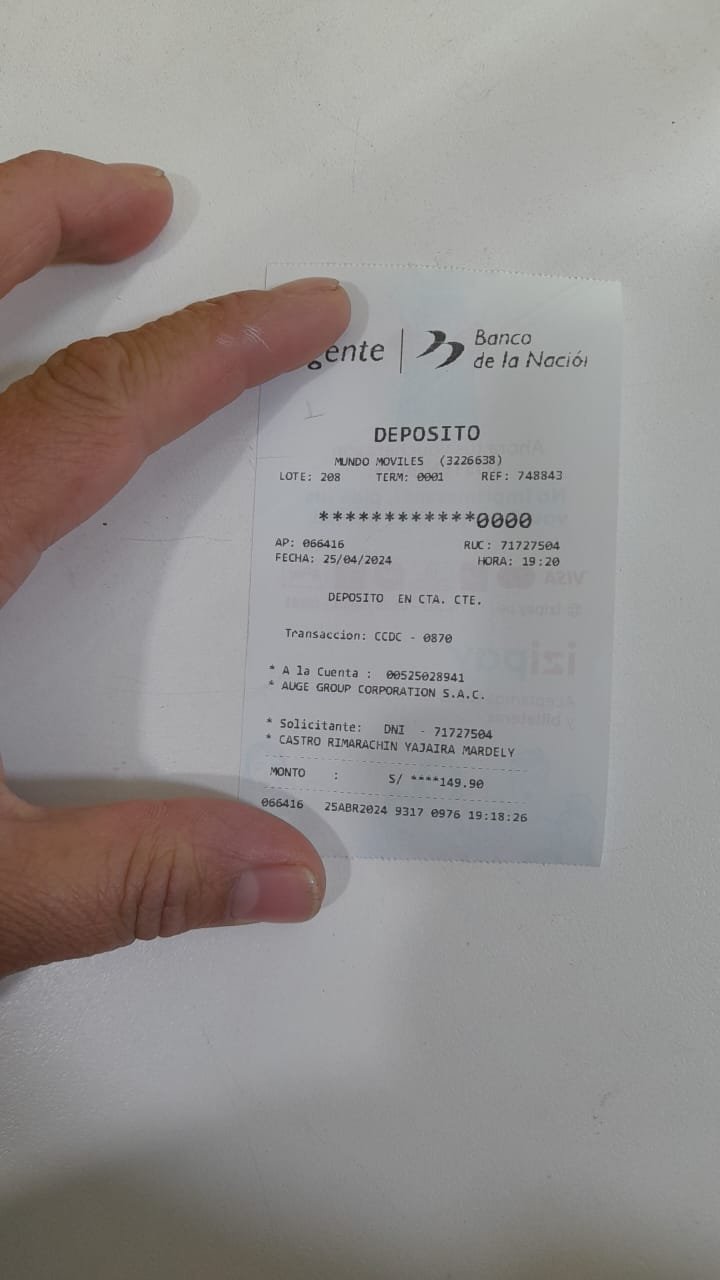 gente
Banco
de la Nació
DEPOSITO
MUNDO MOVILES (3226638)
LOTE: 208 TERM: 0001 REF: 748843
************0000
AP: 066416 RUC: 71727504
FECHA: 25/04/2024 HORA: 19:20
DEPOSITO EN CTA. CTE.
Transaccion: CCDC - 0870
* A la Cuenta : 00525028941
* AUGE GROUP CORPORATION S.A.C.
* Solicitante: DNI - 71727504
* CASTRO RIMARACHIN YAJAIRA MARDELY
MONTO : S/ ****149.90
066416 25ABR2024 9317 0976 19:18:26